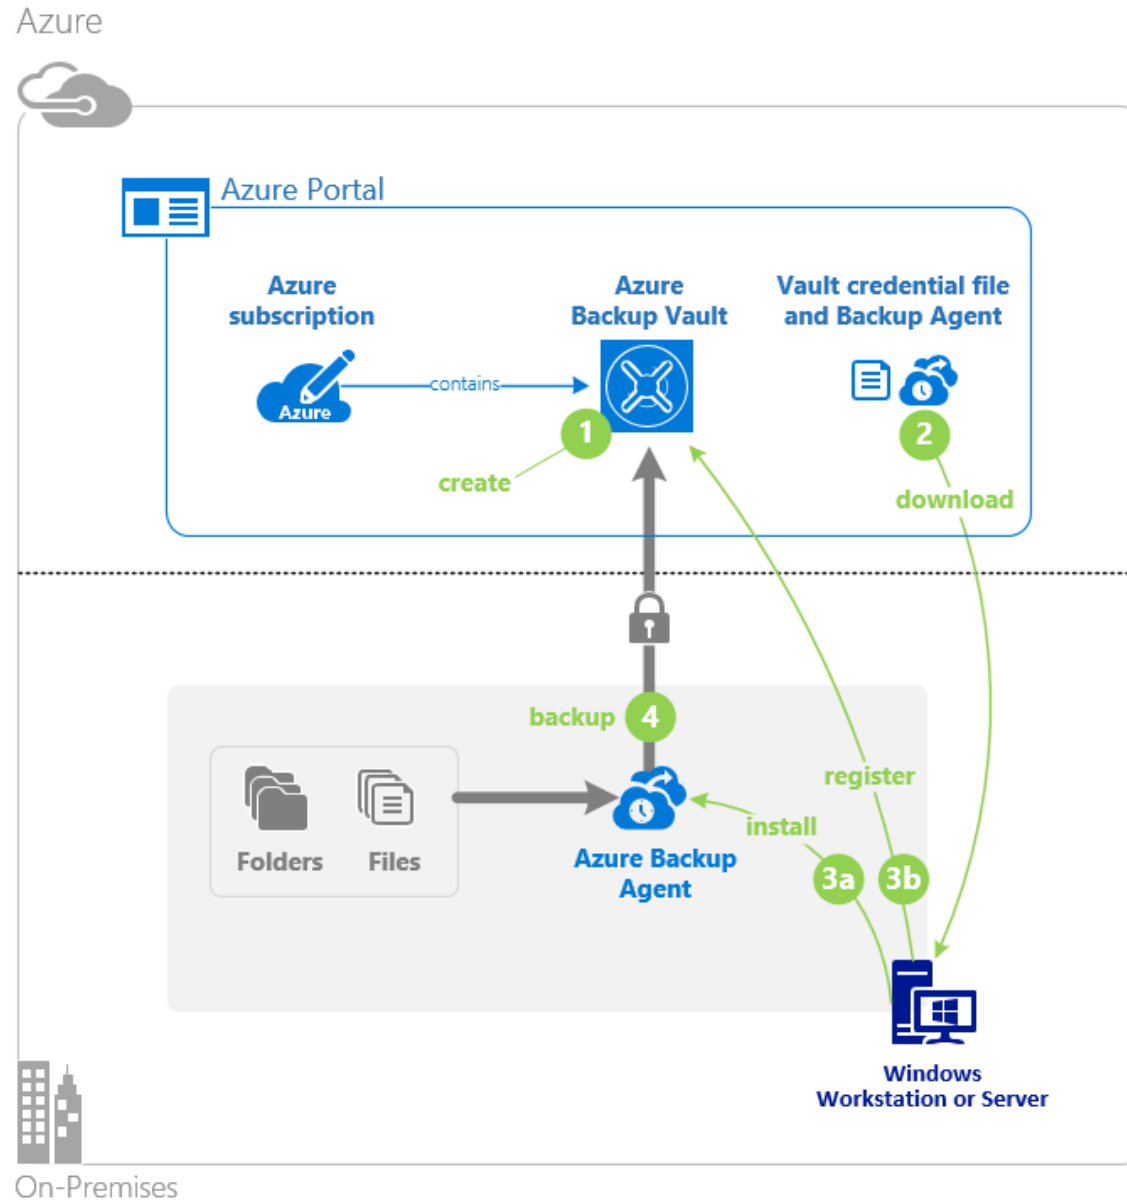 Azure
Azure Portal
Azure
subscription
Azure
Backup Vault
Vault credential file
and Backup Agent
Azure
contains
1
2
create
download
backup
4
register
install
Folders
Files
Azure Backup
Agent
3a
3b
Windows
Workstation or Server
On-Premises